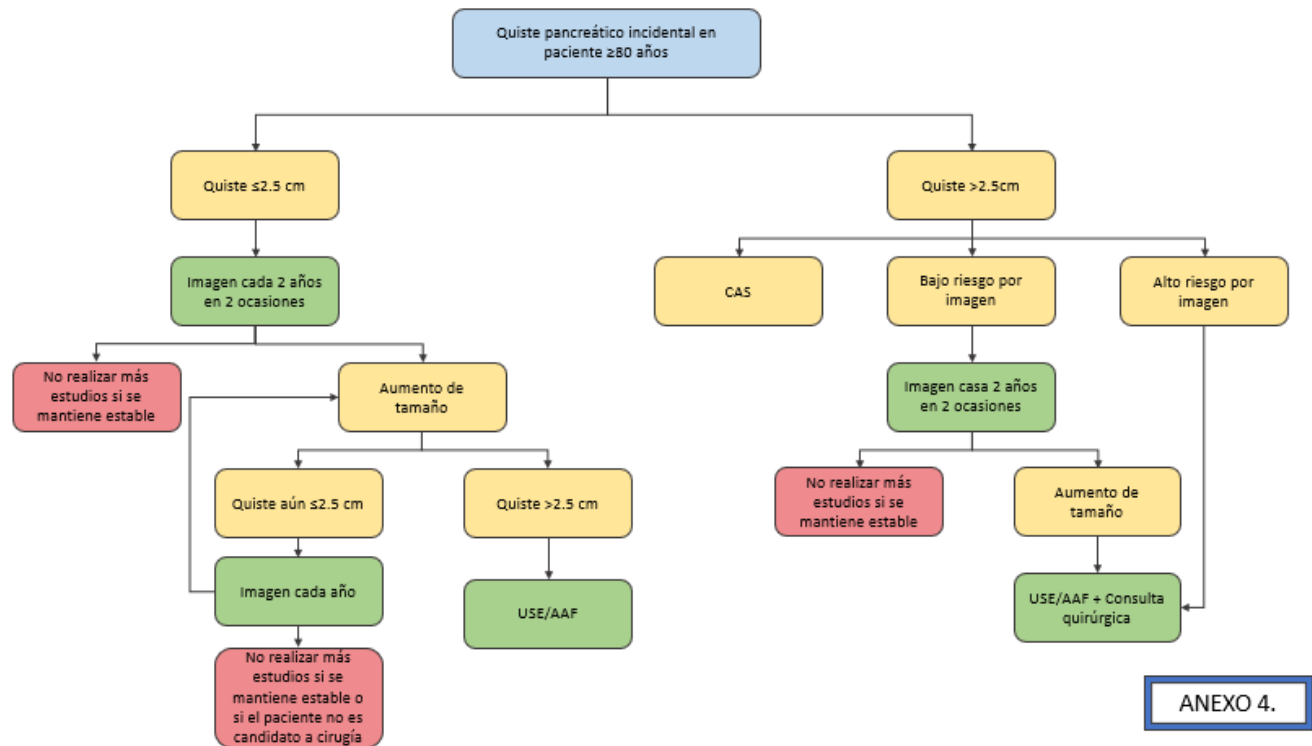 Quiste pancreático incidental en
paciente ≥80 años
Quiste ≤2.5 cm
Quiste >2.5cm
Imagen cada 2 años
en 2 ocasiones
CAS
Bajo riesgo por
imagen
Alto riesgo por
imagen
No realizar más
estudios si se
mantiene estable
Aumento de
tamaño
Imagen casa 2 años
en 2 ocasiones
Quiste aún ≤2.5 cm
Quiste >2.5 cm
No realizar más
estudios si se
mantiene estable
Aumento de
tamaño
Imagen cada año
USE/AAF
USE/AAF + Consulta
quirúrgica
No realizar más
estudios si se
mantiene estable o
si el paciente no es
candidato a cirugía
ANEXO 4.